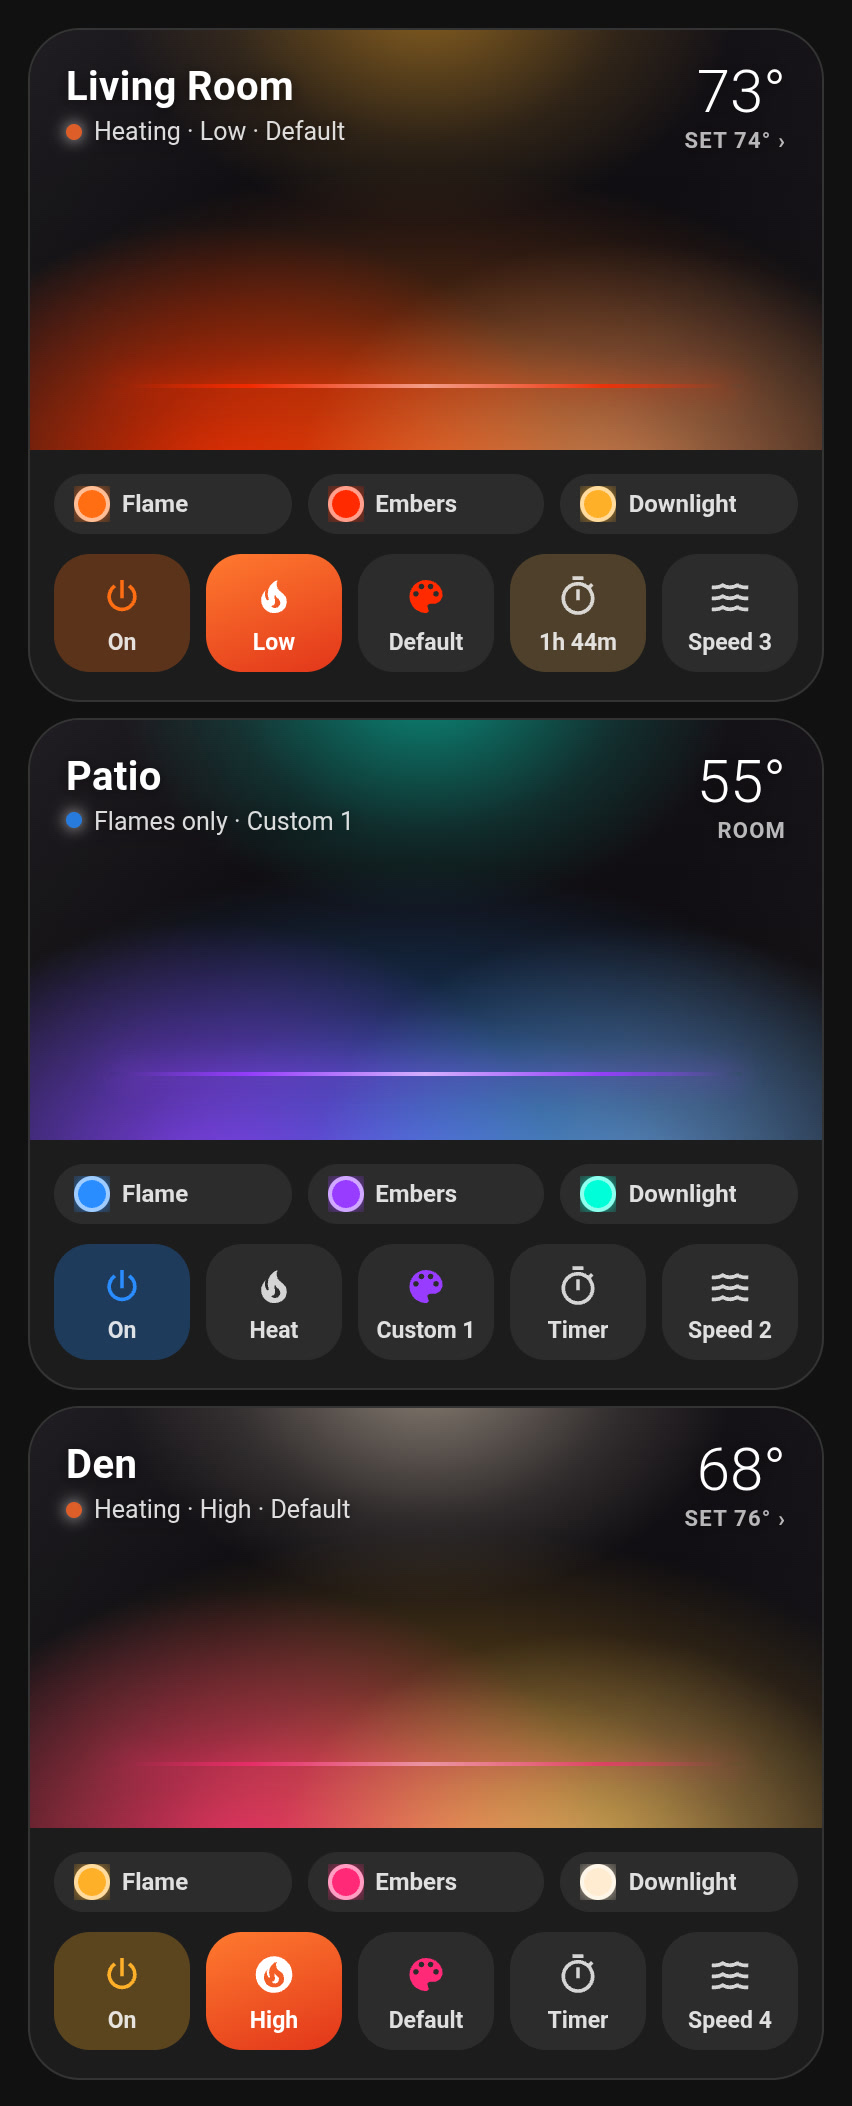 Living Room
73°
Heating · Low · Default
SET 74° ›
Flame
Embers
Downlight
On
Low
Default
1h 44m
Speed 3
Patio
55°
Flames only · Custom 1
ROOM
Flame
Embers
Downlight
On
Heat
Custom 1
Timer
Speed 2
Den
68°
Heating · High · Default
SET 76° ›
Flame
Embers
Downlight
On
High
Default
Timer
Speed 4